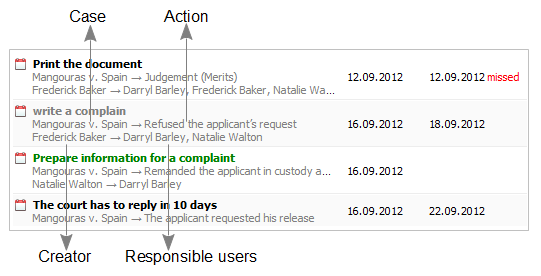 Case Action
Print the document
Mangouras v. Spain → Judgement (Merits) 12.09.2012 12.09.2012 missed
Frederick Baker → Darryl Barley, Frederick Baker, Natalie Wa...
write a complain
Mangouras v. Spain → Refused the applicant's request 16.09.2012 18.09.2012
Frederick Baker → Darryl Barley, Natalie Walton
Prepare information for a complaint
Mangouras v. Spain → Remanded the applicant in custody a... 16.09.2012
Natalie Walton → Darryl Barley
The court has to reply in 10 days
Mangouras v. Spain → The applicant requested his release 16.09.2012 22.09.2012
Creator Responsible users